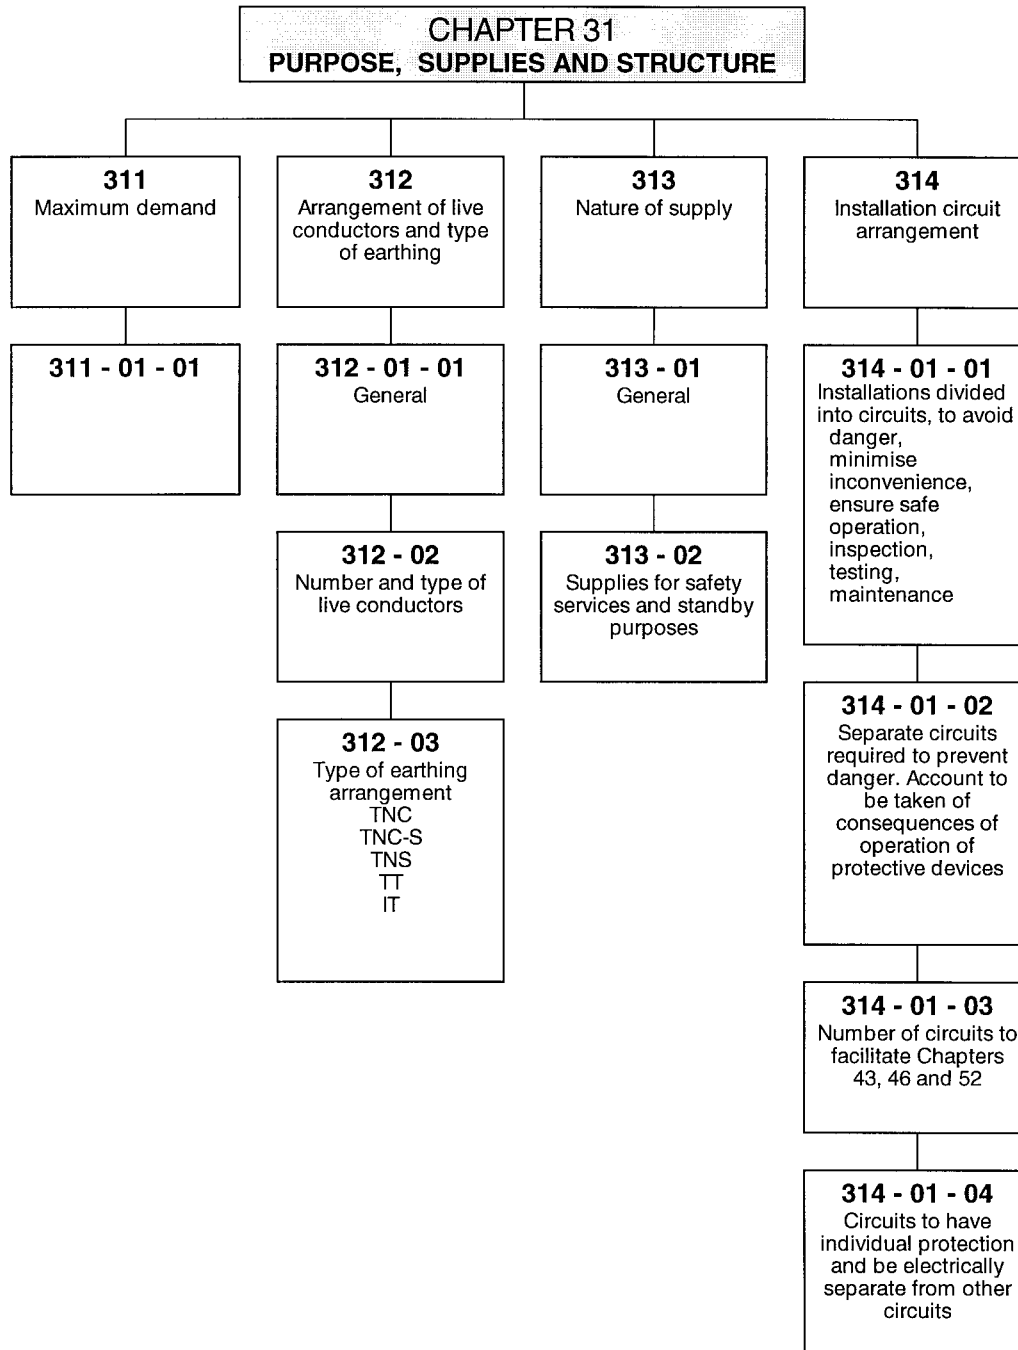 CHAPTER 31
PURPOSE, SUPPLIES AND STRUCTURE
311
Maximum demand
311 - 01 - 01
312
Arrangement of live
conductors and type
of earthing
312 - 01 - 01
General
312 - 02
Number and type of
live conductors
312 - 03
Type of earthing
arrangement
TNC
TNC-S
TNS
TT
IT
313
Nature of supply
313 - 01
General
313 - 02
Supplies for safety
services and standby
purposes
314
Installation circuit
arrangement
314 - 01 - 01
Installations divided
into circuits, to avoid
danger,
minimise
inconvenience,
ensure safe
operation,
inspection,
testing,
maintenance
314 - 01 - 02
Separate circuits
required to prevent
danger. Account to
be taken of
consequences of
operation of
protective devices
314 - 01 - 03
Number of circuits to
facilitate Chapters
43, 46 and 52
314 - 01 - 04
Circuits to have
individual protection
and be electrically
separate from other
circuits